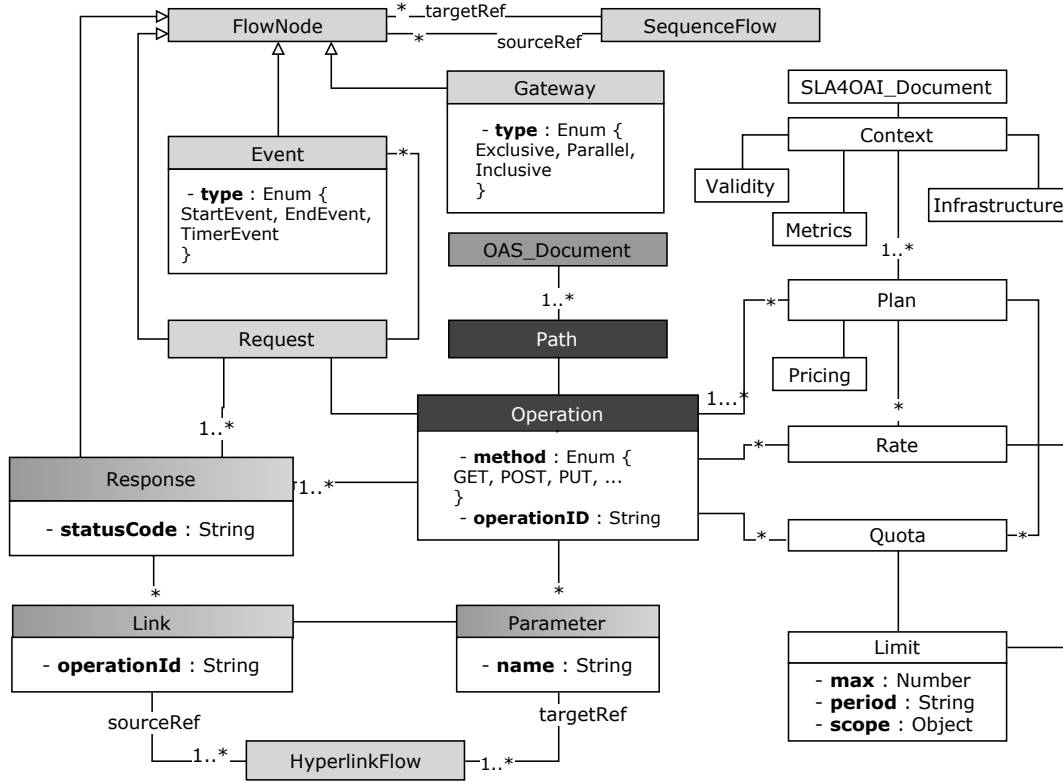 * targetRef
FlowNode
SequenceFlow
* sourceRef
Gateway
- type : Enum {
Exclusive, Parallel,
Inclusive
}
SLA4OAI_Document
Context
Event
*
- type : Enum {
StartEvent, EndEvent,
TimerEvent
}
Validity
Infrastructure
Metrics
OAS_Document
1..*
1..*
Plan
*
Request
Path
Pricing
1...*
Operation
- method : Enum {
GET, POST, PUT, ...
}
- operationID : String
*
*
Rate
1..*
Response
- statusCode : String
1..*
*
Quota
*
*
*
Link
- operationId : String
Parameter
- name : String
Limit
- max : Number
- period : String
- scope : Object
sourceRef
targetRef
1..*
HyperlinkFlow
1..*